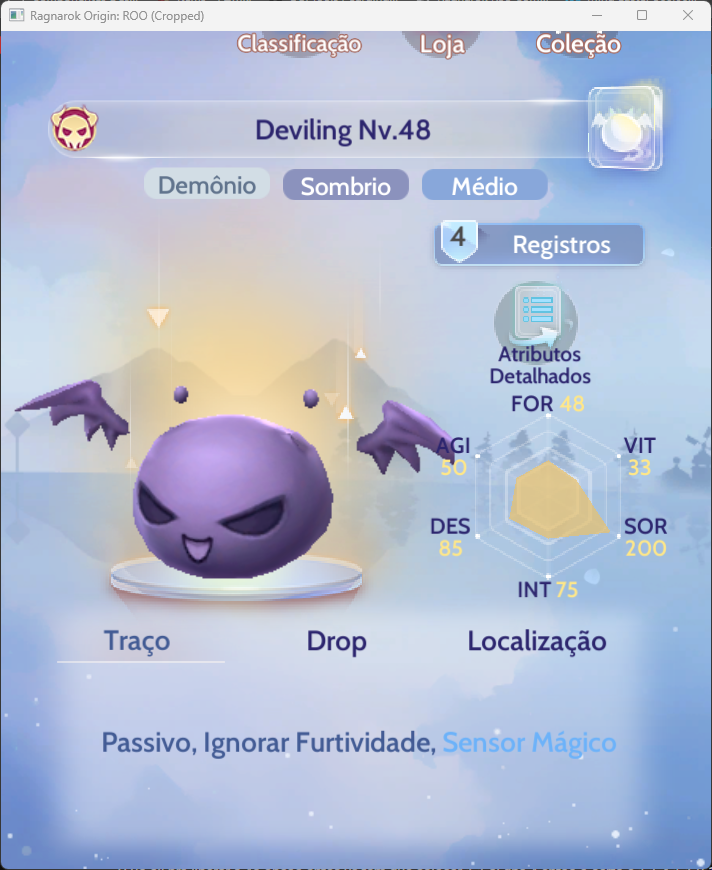 Ragnarok Origin: ROO (Cropped)
Classificação
Loja
Coleção
Deviling Nv.48
Demônio
Sombrio
Médio
4
Registros
Atributos
Detalhados
FOR 48
AGI
50
VIT
33
DES
85
SOR
200
INT 75
Traço
Drop
Localização
Passivo, Ignorar Furtividade, Sensor Mágico